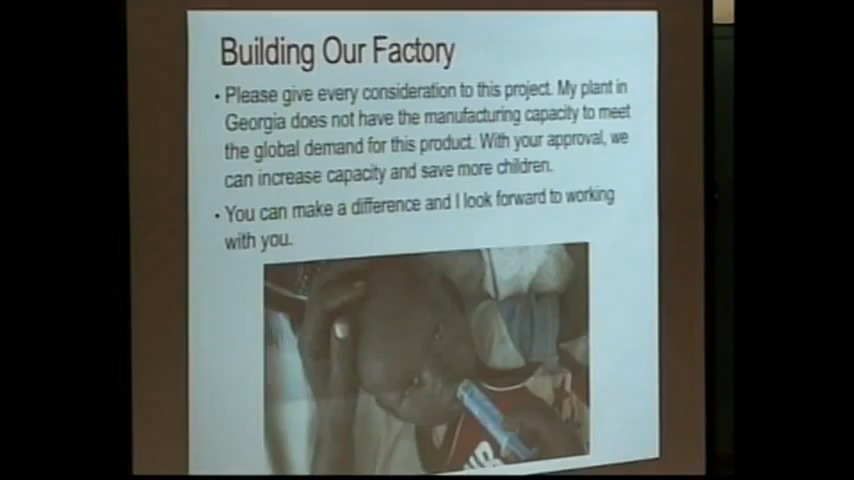 Building Our Factory
• Please give every consideration to this project. My plant in
Georgia does not have the manufacturing capacity to meet
the global demand for this product. With your approval, we
can increase capacity and save more children.
• You can make a difference and I look forward to working
with you.